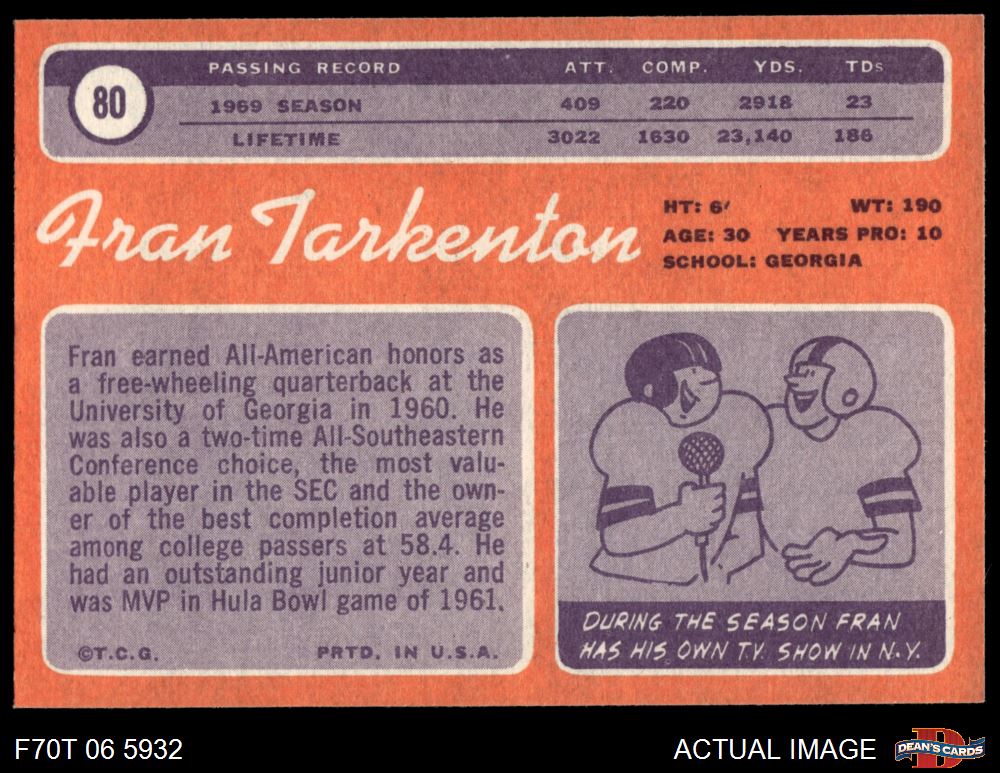 80
PASSING RECORD ATT. COMP. YDS. TDs
1969 SEASON 409 220 2918 23
LIFETIME 3022 1630 23,140 186
Fran Tarkenton
HT: 6' WT: 190
AGE: 30 YEARS PRO: 10
SCHOOL: GEORGIA
Fran earned All-American honors as
a free-wheeling quarterback at the
University of Georgia in 1960. He
was also a two-time All-Southeastern
Conference choice, the most valu-
able player in the SEC and the own-
er of the best completion average
among college passers at 58.4. He
had an outstanding junior year and
was MVP in Hula Bowl game of 1961.
©T.C.G. PRTD. IN U.S.A.
DURING THE SEASON FRAN
HAS HIS OWN T.V. SHOW IN N.Y.
F70T 06 5932
ACTUAL IMAGE
D
DEAN'S CARDS